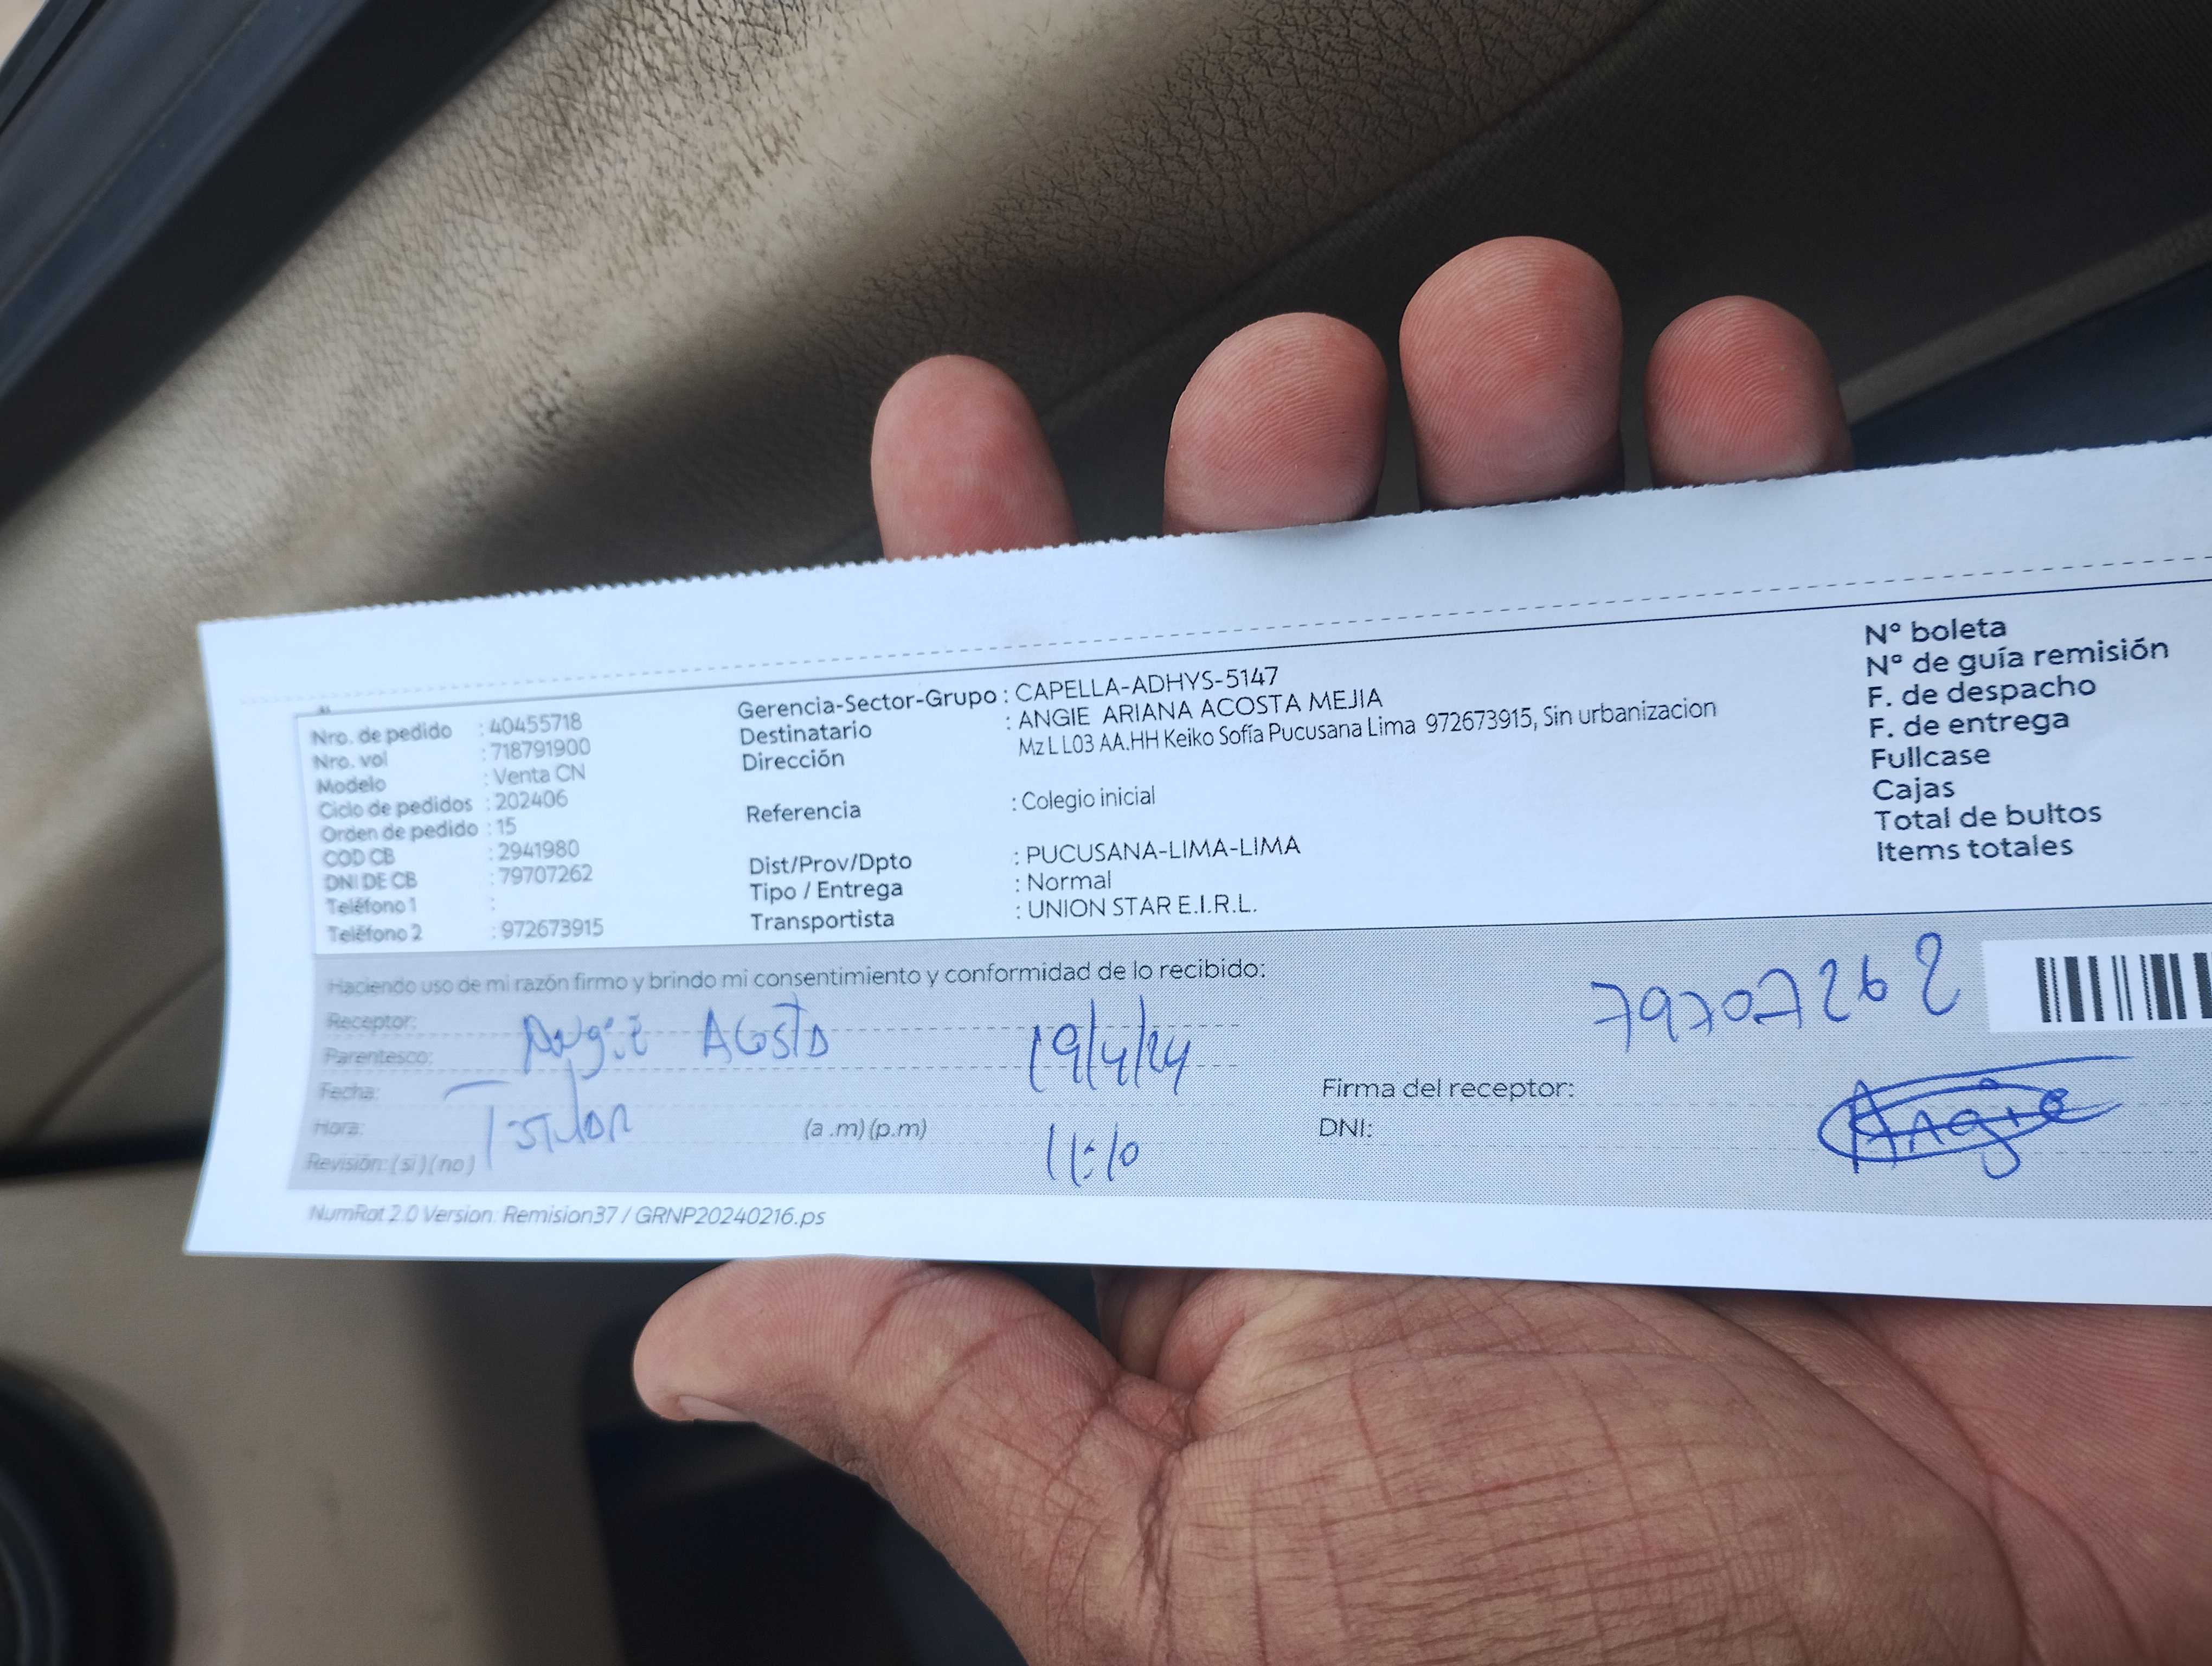 Nro. de pedido : 40455718
Nro. vol : 718791900
Modelo : Venta CN
Ciclo de pedidos : 202406
Orden de pedido : 15
COD CB : 2941980
DNI DE CB : 79707262
Teléfono 1 :
Teléfono 2 : 972673915
Gerencia-Sector-Grupo : CAPELLA-ADHYS-5147
Destinatario : ANGIE ARIANA ACOSTA MEJIA
Dirección Mz L L03 AA.HH Keiko Sofía Pucusana Lima 972673915, Sin urbanizacion
Referencia : Colegio inicial
Dist/Prov/Dpto : PUCUSANA-LIMA-LIMA
Tipo / Entrega : Normal
Transportista : UNION STAR E.I.R.L.
N° boleta
N° de guía remisión
F. de despacho
F. de entrega
Fullcase
Cajas
Total de bultos
Items totales
Haciendo uso de mi razón firmo y brindo mi consentimiento y conformidad de lo recibido:
Receptor: Angie Acosta
Parentesco:
Fecha: 19/4/24
Hora: (a .m) (p.m) 11:10
Revisión: ( si ) ( no )
79707262
Firma del receptor: Angie
DNI:
NumRot 2.0 Version: Remision37 / GRNP20240216.ps